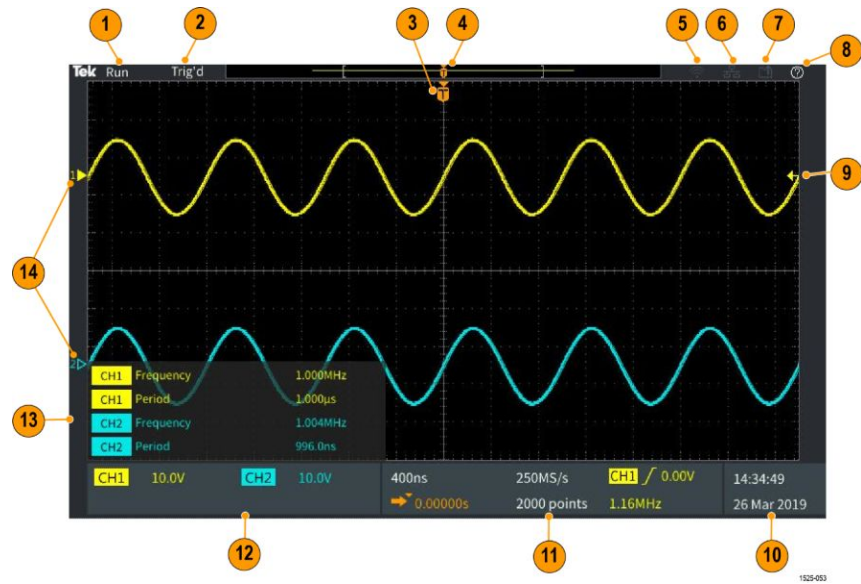 1
2
3
4
5
6
7
8
Tek Run Trig'd
T
T
1
9
14
2
CH1 Frequency 1.000MHz
CH1 Period 1.000µs
CH2 Frequency 1.004MHz
CH2 Period 996.0ns
13
CH1 10.0V CH2 10.0V 400ns 250MS/s CH1 0.00V 14:34:49
0.00000s 2000 points 1.16MHz 26 Mar 2019
12
11
10
1525-053